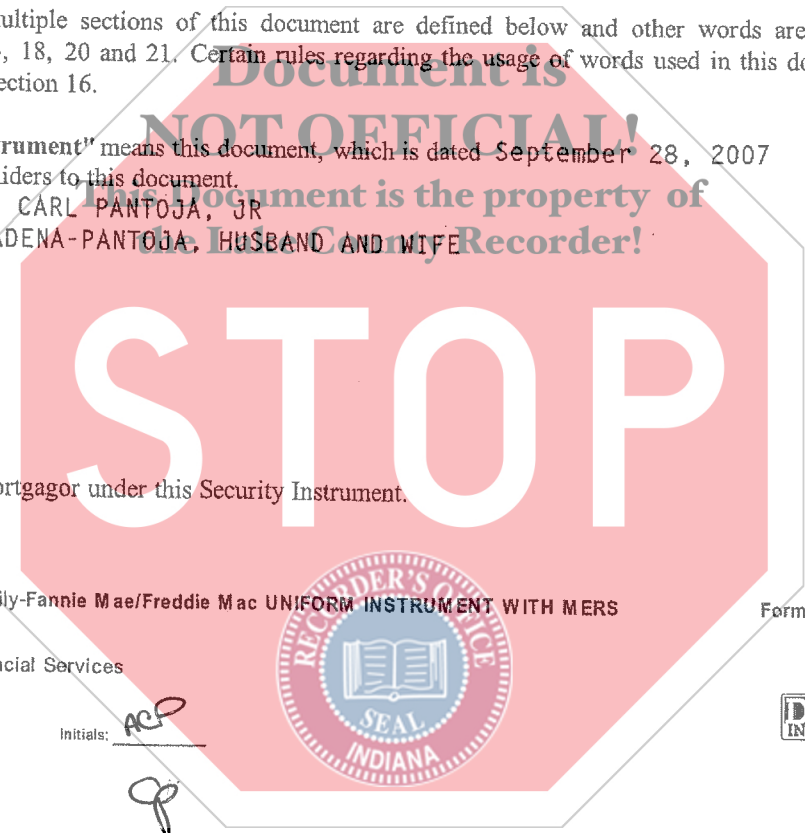 ultiple sections of this document are defined below and other words are
, 18, 20 and 21. Certain rules regarding the usage of words used in this do
ection 16.
Document is
NOT OFFICIAL!
rument" means this document, which is dated September 28, 2007
iders to this document.
This Document is the property of
CARL PANTOJA, JR
the Lake County Recorder!
DENA-PANTOJA, HUSBAND AND WIFE
STOP
ortgagor under this Security Instrument.
RECORDER'S OFFICE
SEAL
INDIANA
ily-Fannie Mae/Freddie Mac UNIFORM INSTRUMENT WITH MERS
Form
ncial Services
Initials: ACP
IN